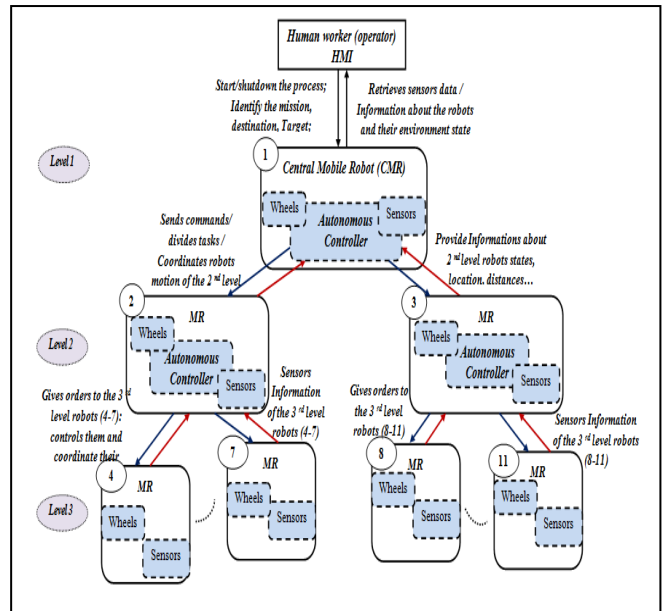 Human worker (operator)
HMI
Start/shutdown the process;
Identify the mission,
destination, Target;
Retrieves sensors data /
Information about the robots
and their environment state
Level 1
1
Central Mobile Robot (CMR)
Wheels
Autonomous
Controller
Sensors
Sends commands/
divides tasks /
Coordinates robots
motion of the 2nd level
Provide Informations about
2nd level robots states,
location. distances...
Level 2
2
MR
Wheels
Autonomous
Controller
Sensors
3
MR
Wheels
Autonomous
Controller
Sensors
Gives orders to the 3rd
level robots (4-7);
controls them and
coordinate their
Sensors
Information
of the 3rd level
robots (4-7)
Gives orders to
the 3rd level
robots (8-11)
Sensors Information
of the 3rd level robots
(8-11)
Level 3
4
MR
Wheels
Sensors
7
MR
Wheels
Sensors
8
MR
Wheels
Sensors
11
MR
Wheels
Sensors